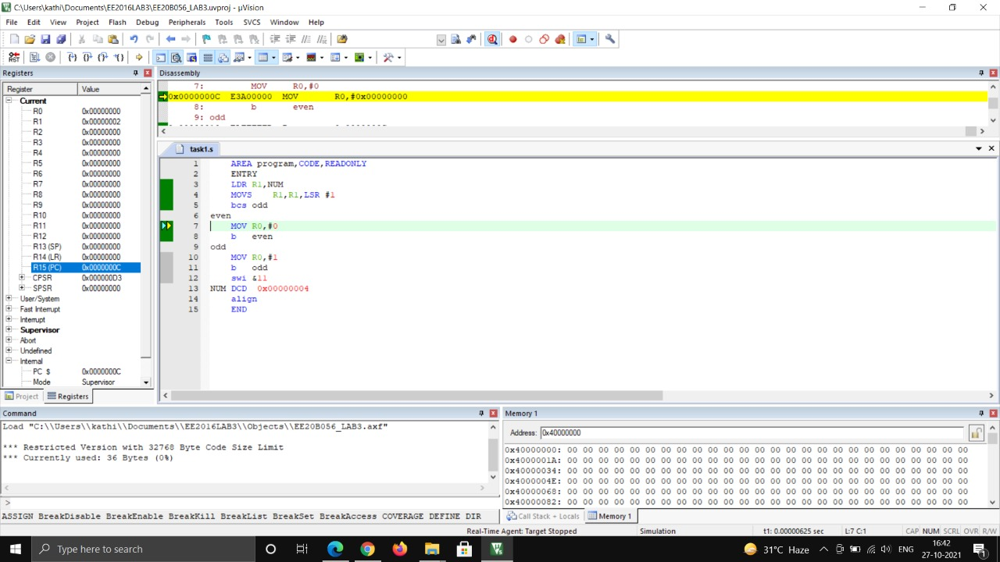 C:\Users\kathi\Documents\EE2016LAB3\EE20B056_LAB3.uvproj - µVision
File Edit View Project Flash Debug Peripherals Tools SVCS Window Help
Registers
Register Value
Current
R0 0x00000000
R1 0x00000002
R2 0x00000000
R3 0x00000000
R4 0x00000000
R5 0x00000000
R6 0x00000000
R7 0x00000000
R8 0x00000000
R9 0x00000000
R10 0x00000000
R11 0x00000000
R12 0x00000000
R13 (SP) 0x00000000
R14 (LR) 0x00000000
R15 (PC) 0x0000000C
CPSR 0x000000D3
SPSR 0x00000000
User/System
Fast Interrupt
Interrupt
Supervisor
Abort
Undefined
Internal
PC $ 0x0000000C
Mode Supervisor
Project Registers
Disassembly
7: MOV R0,#0
0x0000000C E3A00000 MOV R0,#0x00000000
8: b even
9: odd
task1.s
1 AREA program,CODE,READONLY
2 ENTRY
3 LDR R1,NUM
4 MOVS R1,R1,LSR #1
5 bcs odd
6 even
7 MOV R0,#0
8 b even
9 odd
10 MOV R0,#1
11 b odd
12 swi &11
13 NUM DCD 0x00000004
14 align
15 END
Command
Load "C:\\Users\\kathi\\Documents\\EE2016LAB3\\Objects\\EE20B056_LAB3.axf"
*** Restricted Version with 32768 Byte Code Size Limit
*** Currently used: 36 Bytes (0%)
>
ASSIGN BreakDisable BreakEnable BreakKill BreakList BreakSet BreakAccess COVERAGE DEFINE DIR
Memory 1
Address: 0x40000000
0x40000000: 00 00 00 00 00 00 00 00 00 00 00 00 00 00 00 00 00 00 00 00 00 00 00 00 00 00
0x4000001A: 00 00 00 00 00 00 00 00 00 00 00 00 00 00 00 00 00 00 00 00 00 00 00 00 00 00
0x40000034: 00 00 00 00 00 00 00 00 00 00 00 00 00 00 00 00 00 00 00 00 00 00 00 00 00 00
0x4000004E: 00 00 00 00 00 00 00 00 00 00 00 00 00 00 00 00 00 00 00 00 00 00 00 00 00 00
0x40000068: 00 00 00 00 00 00 00 00 00 00 00 00 00 00 00 00 00 00 00 00 00 00 00 00 00 00
0x40000082: 00 00 00 00 00 00 00 00 00 00 00 00 00 00 00 00 00 00 00 00 00 00 00 00 00 00
Call Stack + Locals Memory 1
Real-Time Agent: Target Stopped Simulation t1: 0.00000625 sec L:7 C:1 CAP NUM SCRL OVR R/W
Type here to search
31°C Haze ENG 16:42
27-10-2021